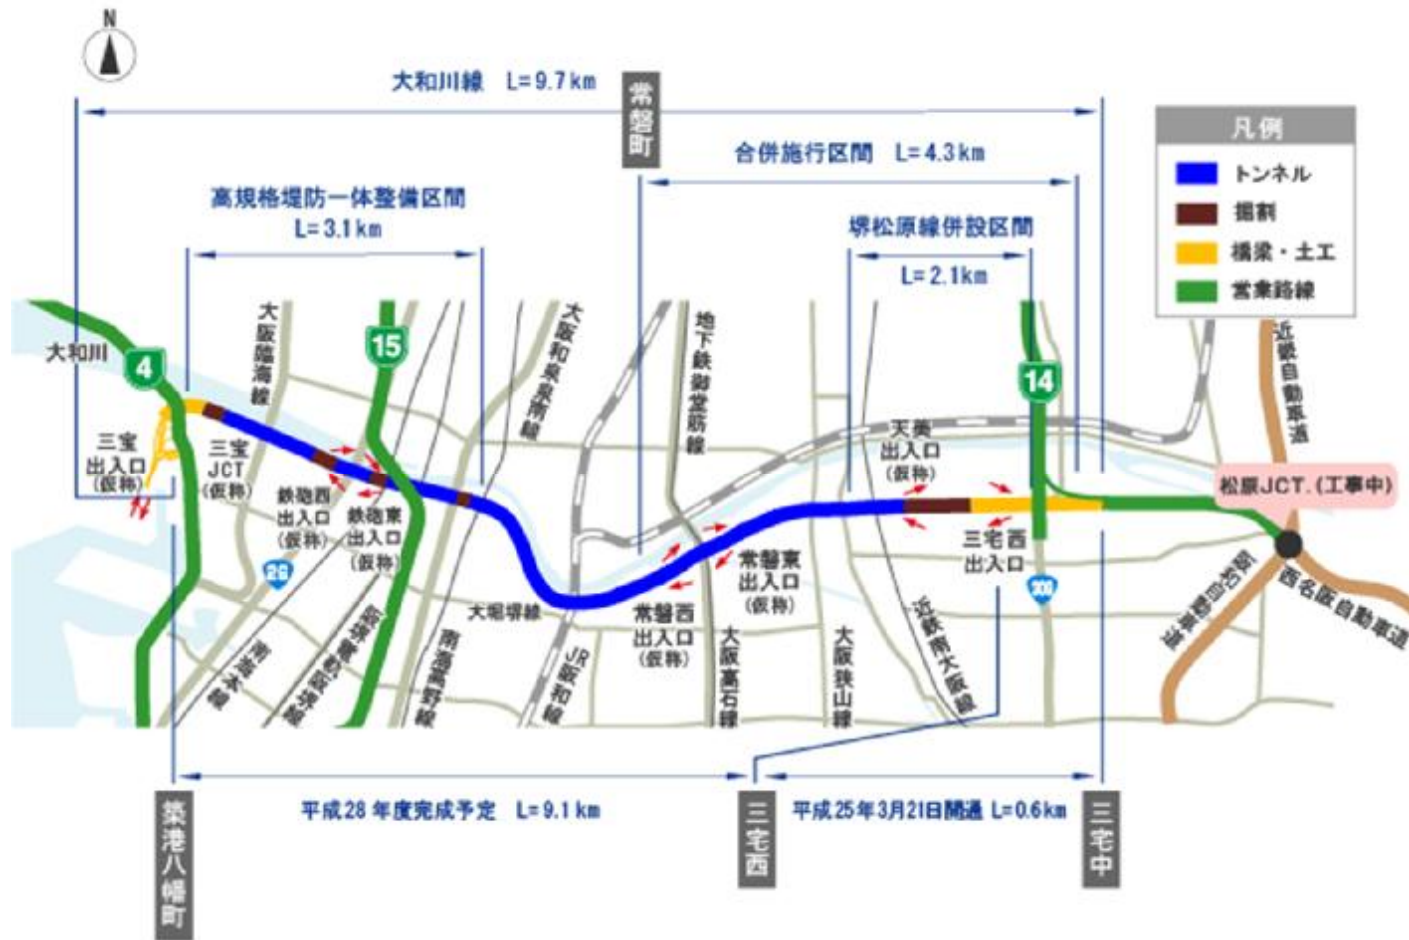 N
大和川線 L=9.7km
常磐町
合併施行区間 L=4.3km
高規格堤防一体整備区間
L=3.1km
堺松原線併設区間
L=2.1km
凡例
トンネル
掘割
橋梁・土工
営業路線
大和川
4
大阪臨海線
15
大阪和泉泉南線
地下鉄御堂筋線
14
近畿自動車道
三宝
出入口
(仮称)
三宝
JCT
(仮称)
鉄砲西
出入口
(仮称)
鉄砲東
出入口
(仮称)
天美
出入口
(仮称)
松原JCT.(工事中)
三宅西
出入口
常磐東
出入口
(仮称)
常磐西
出入口
(仮称)
26
309
大堀堺線
南海本線
阪堺電軌阪堺線
南海高野線
JR阪和線
大阪高石線
大阪狭山線
近鉄南大阪線
阪和自動車道
西名阪自動車道
平成28年度完成予定 L=9.1km
平成25年3月21日開通 L=0.6km
築港八幡町
三宅西
三宅中